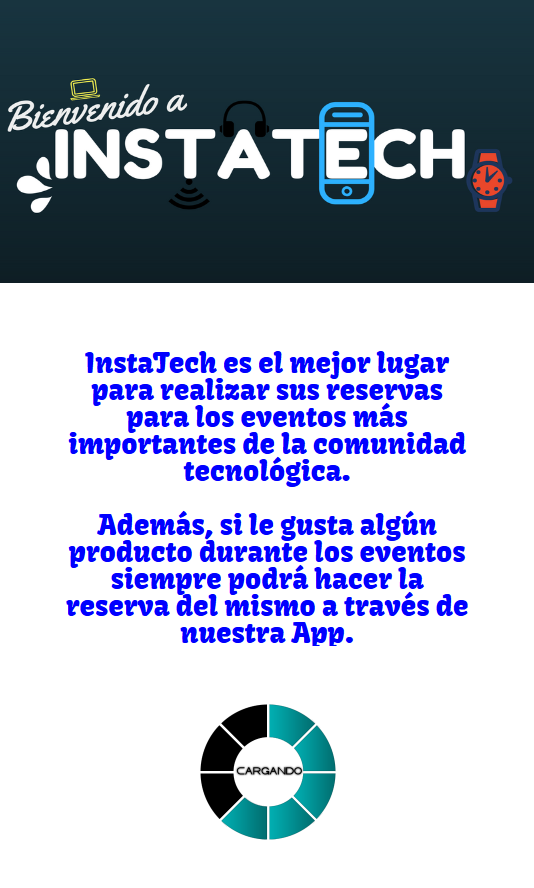 Bienvenido a
INSTATECH
InstaTech es el mejor lugar
para realizar sus reservas
para los eventos más
importantes de la comunidad
tecnológica.
Además, si le gusta algún
producto durante los eventos
siempre podrá hacer la
reserva del mismo a través de
nuestra App.
CARGANDO